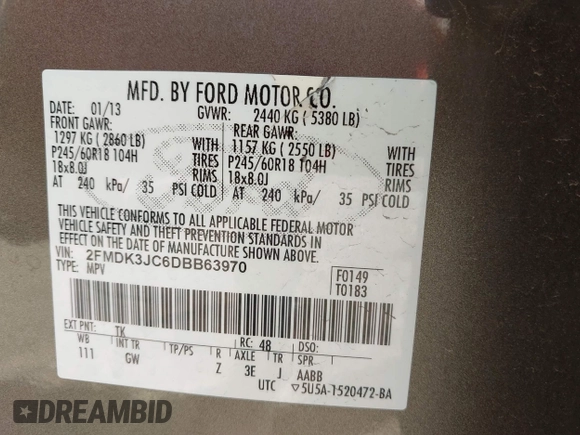 MFD. BY FORD MOTOR CO.
DATE: 01/13 GVWR: 2440 KG ( 5380 LB)
FRONT GAWR: REAR GAWR:
1297 KG ( 2860 LB) WITH 1157 KG ( 2550 LB) WITH
P245/60R18 104H TIRES P245/60R18 104H TIRES
18x8.0J RIMS 18x8.0J RIMS
AT 240 kPa/ 35 PSI COLD AT 240 kPa/ 35 PSI COLD
THIS VEHICLE CONFORMS TO ALL APPLICABLE FEDERAL MOTOR
VEHICLE SAFETY AND THEFT PREVENTION STANDARDS IN
EFFECT ON THE DATE OF MANUFACTURE SHOWN ABOVE.
VIN: 2FMDK3JC6DBB63970
TYPE: MPV
F0149
T0183
EXT PNT: TK RC: 48 DSO:
WB INT TR TP/PS R AXLE TR SPR
111 GW Z 3E J AABB
UTC ▽5U5A-1520472-BA
DREAMBID